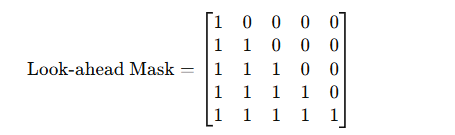 1 0 0 0 0
1 1 0 0 0
Look-ahead Mask = 1 1 1 0 0
1 1 1 1 0
1 1 1 1 1